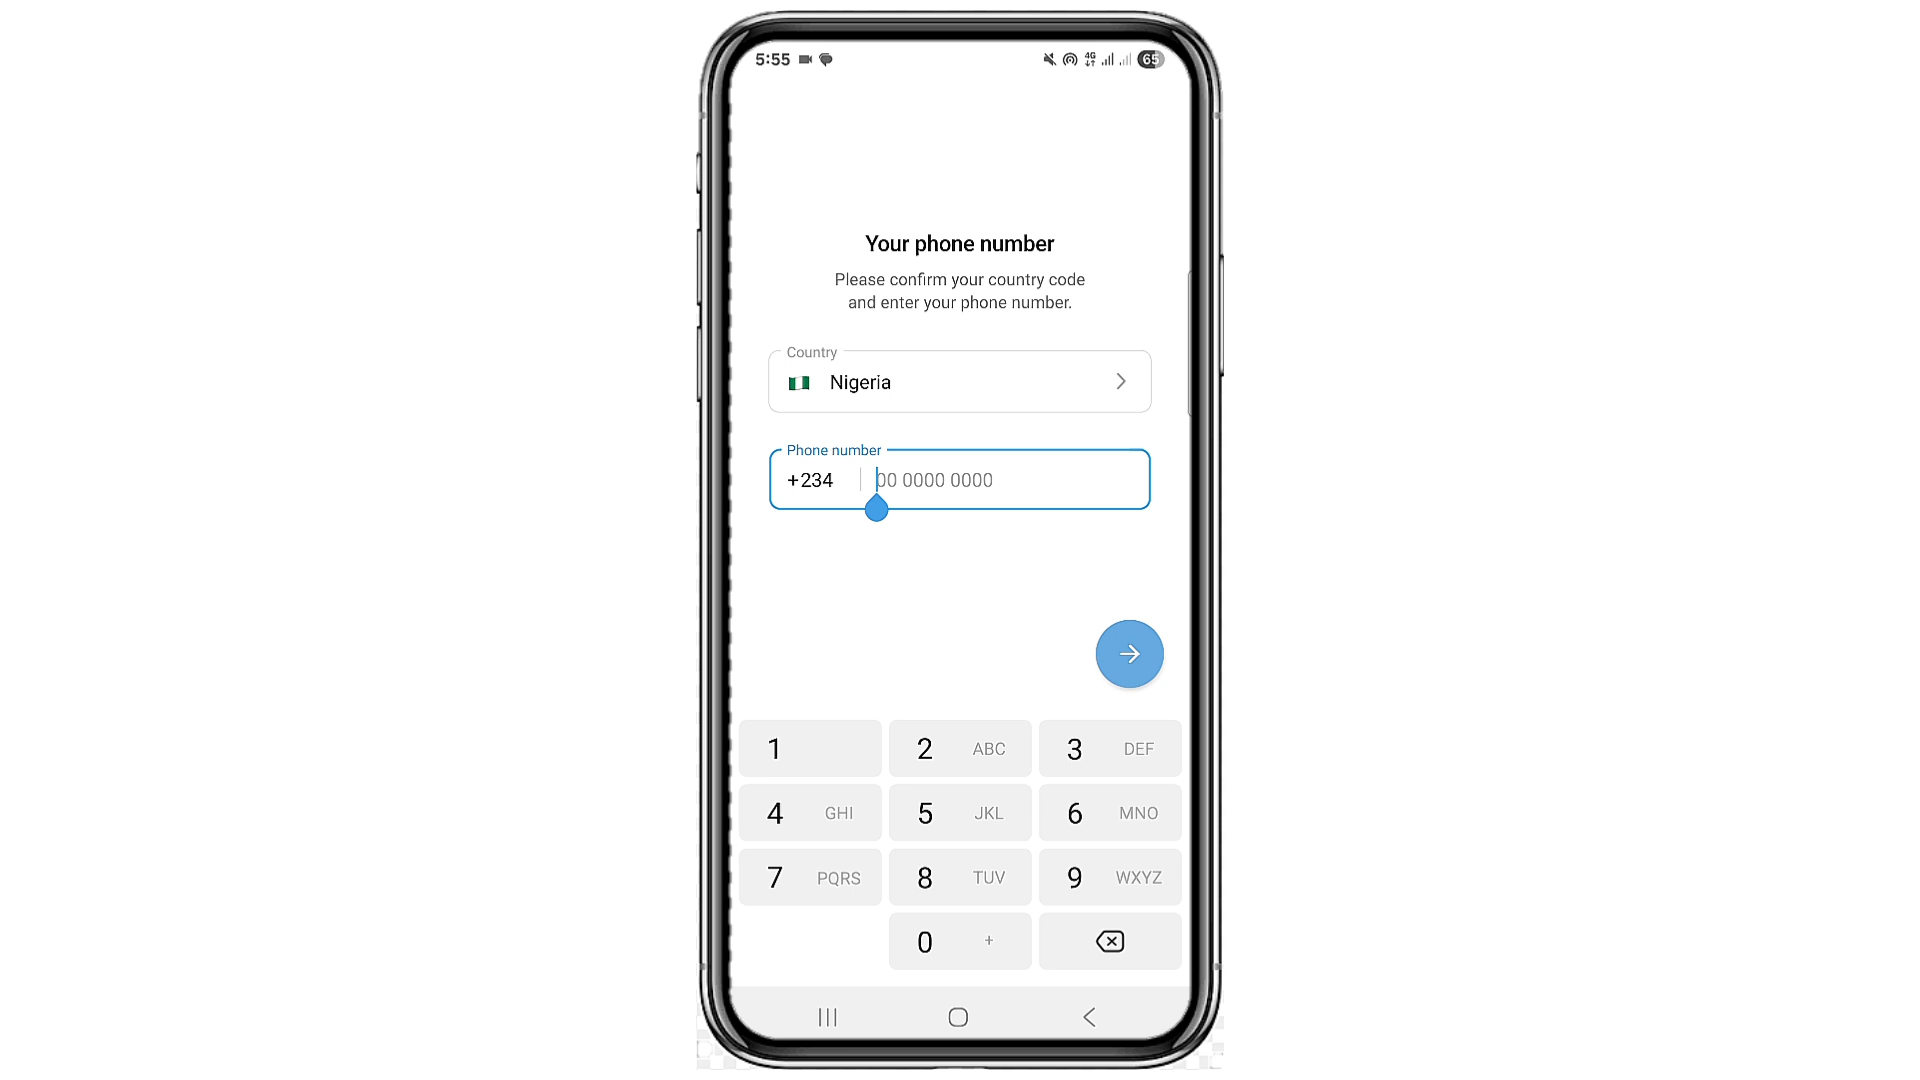 5:55
4G
65
Your phone number
Please confirm your country code
and enter your phone number.
Country
Nigeria
Phone number
+234 00 0000 0000
1
2 ABC
3 DEF
4 GHI
5 JKL
6 MNO
7 PQRS
8 TUV
9 WXYZ
0 +